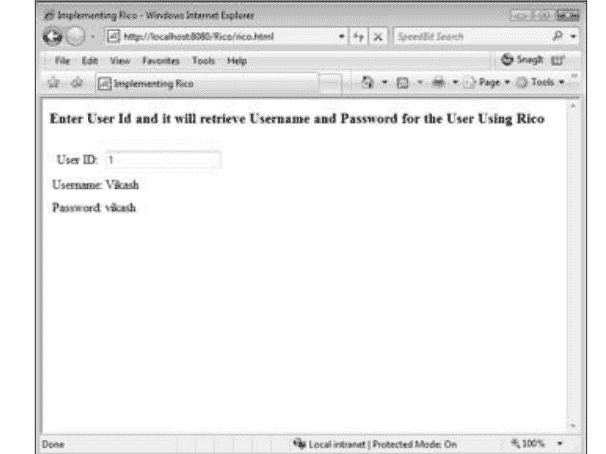 Implementing Rico - Windows Internet Explorer
http://localhost:8080/Rico/rico.html
SpeedBit Search
File Edit View Favorites Tools Help
SnagIt
Implementing Rico
Page Tools
Enter User Id and it will retrieve Username and Password for the User Using Rico
User ID: 1
Username: Vikash
Password: vikash
Done Local intranet | Protected Mode: On 100%